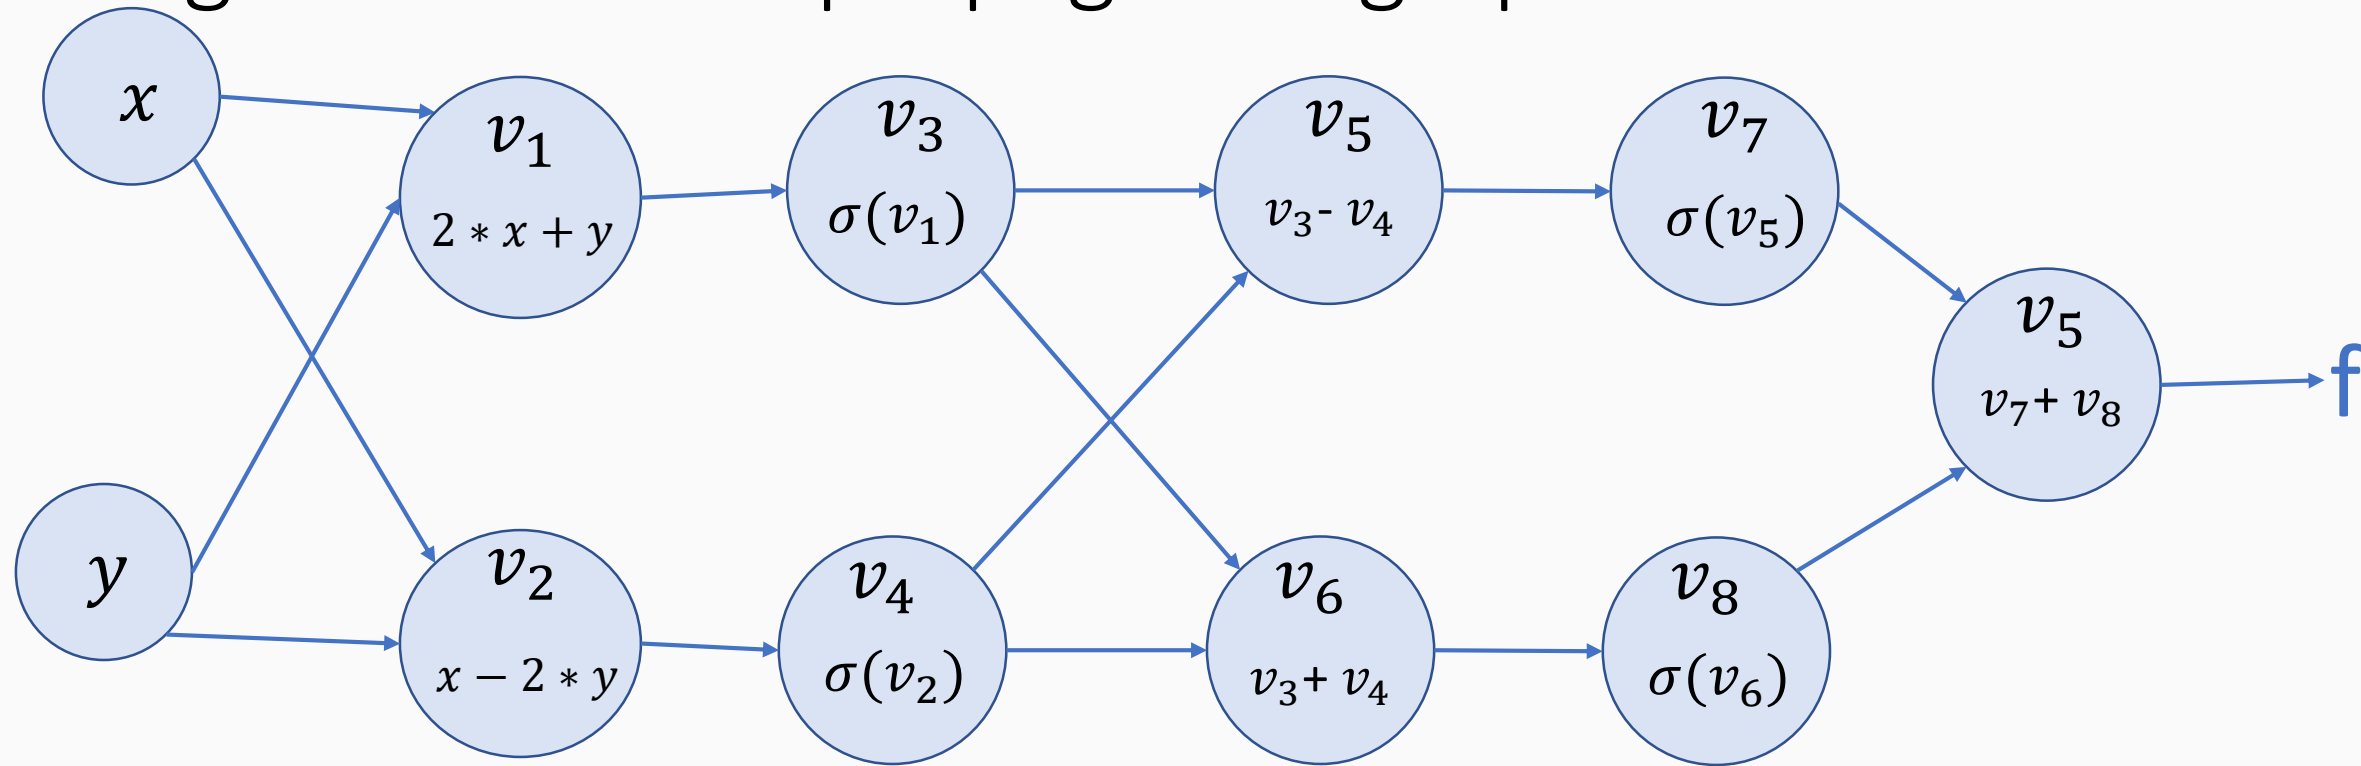 x
y
v₁
2 * x + y
v₂
x − 2 * y
v₃
σ(v₁)
v₄
σ(v₂)
v₅
v₃- v₄
v₆
v₃+ v₄
v₇
σ(v₅)
v₈
σ(v₆)
v₅
v₇+ v₈
f